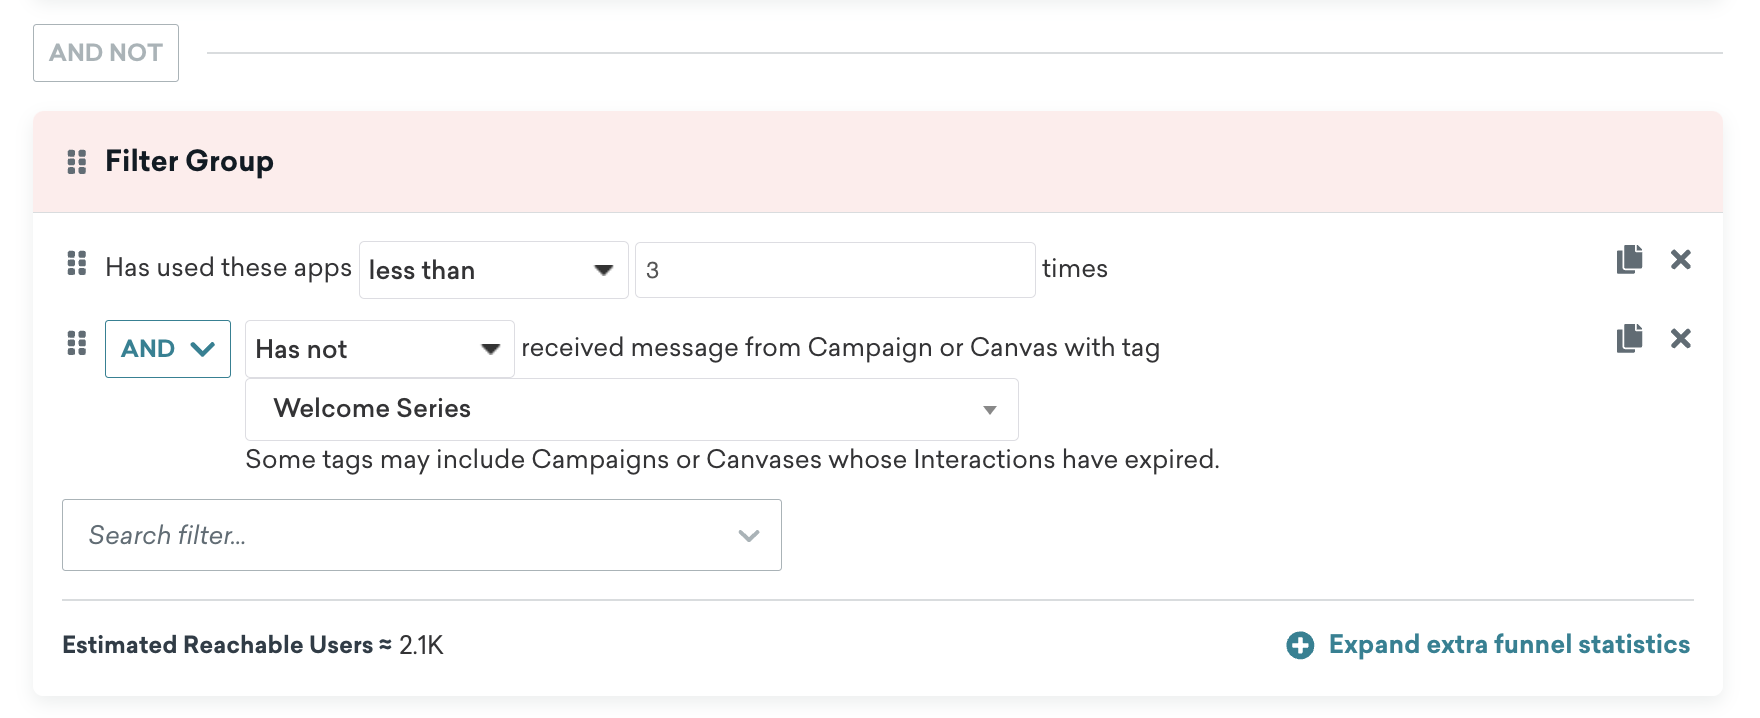 AND NOT
Filter Group
Has used these apps less than 3 times
AND Has not received message from Campaign or Canvas with tag
Welcome Series
Some tags may include Campaigns or Canvases whose Interactions have expired.
Search filter...
Estimated Reachable Users ≈ 2.1K Expand extra funnel statistics